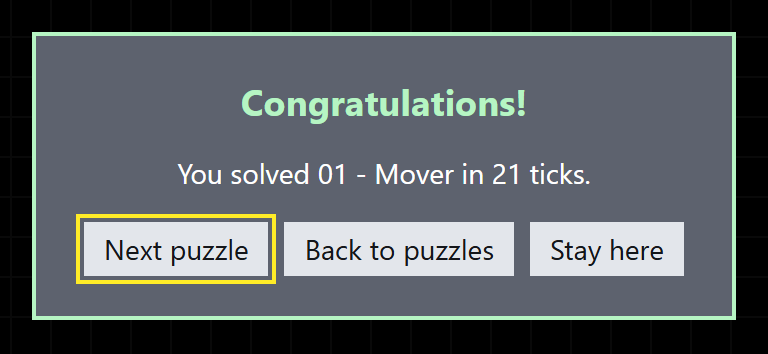 Congratulations!
You solved 01 - Mover in 21 ticks.
Next puzzle Back to puzzles Stay here